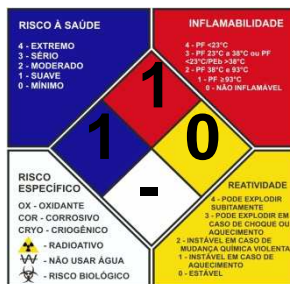 RISCO À SAÚDE
4 - EXTREMO
3 - SÉRIO
2 - MODERADO
1 - SUAVE
0 - MÍNIMO
INFLAMABILIDADE
4 - PF <23°C
3 - PF 23°C a 38°C ou PF
<23°C/PEb >38°C
2 - PF 38°C a 93°C
1 - PF ≥93°C
0 - NÃO INFLAMÁVEL
1
1
0
-
RISCO
ESPECÍFICO
OX - OXIDANTE
COR - CORROSIVO
CRYO - CRIOGÊNICO
- RADIOATIVO
W - NÃO USAR ÁGUA
- RISCO BIOLÓGICO
REATIVIDADE
4 - PODE EXPLODIR
SUBITAMENTE
3 - PODE EXPLODIR EM
CASO DE CHOQUE OU
AQUECIMENTO
2 - INSTÁVEL EM CASO DE
MUDANÇA QUÍMICA VIOLENTA
1 - INSTÁVEL EM CASO DE
AQUECIMENTO
0 - ESTÁVEL